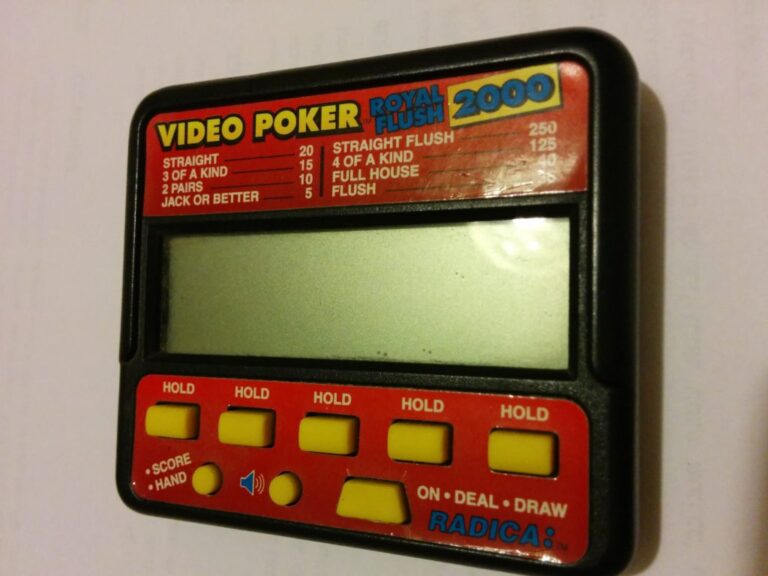 VIDEO POKER™ ROYAL FLUSH 2000
STRAIGHT 20
3 OF A KIND 15
2 PAIRS 10
JACK OR BETTER 5
STRAIGHT FLUSH 250
4 OF A KIND 125
FULL HOUSE 40
FLUSH
HOLD HOLD HOLD HOLD HOLD
• SCORE
• HAND
ON • DEAL • DRAW
RADICA:™